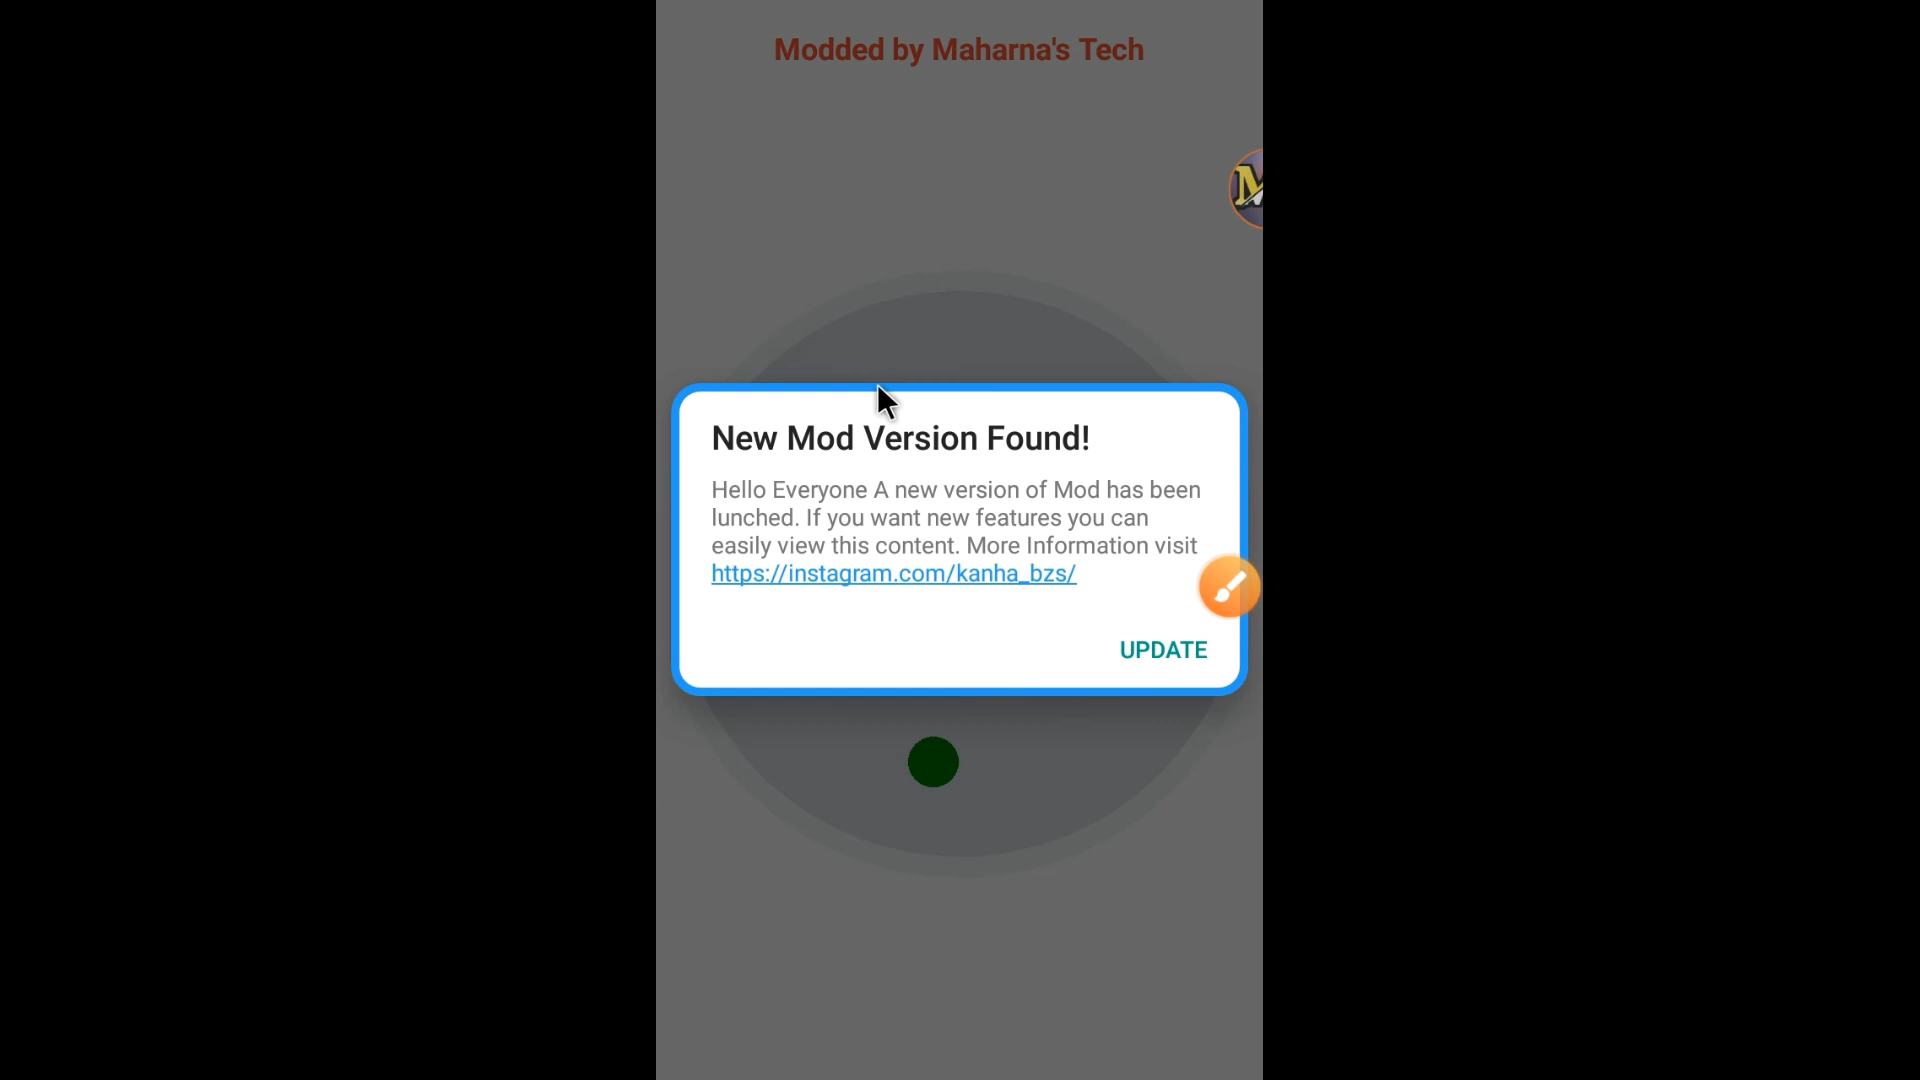 Modded by Maharna's Tech
M
New Mod Version Found!
Hello Everyone A new version of Mod has been
lunched. If you want new features you can
easily view this content. More Information visit
https://instagram.com/kanha_bzs/
UPDATE